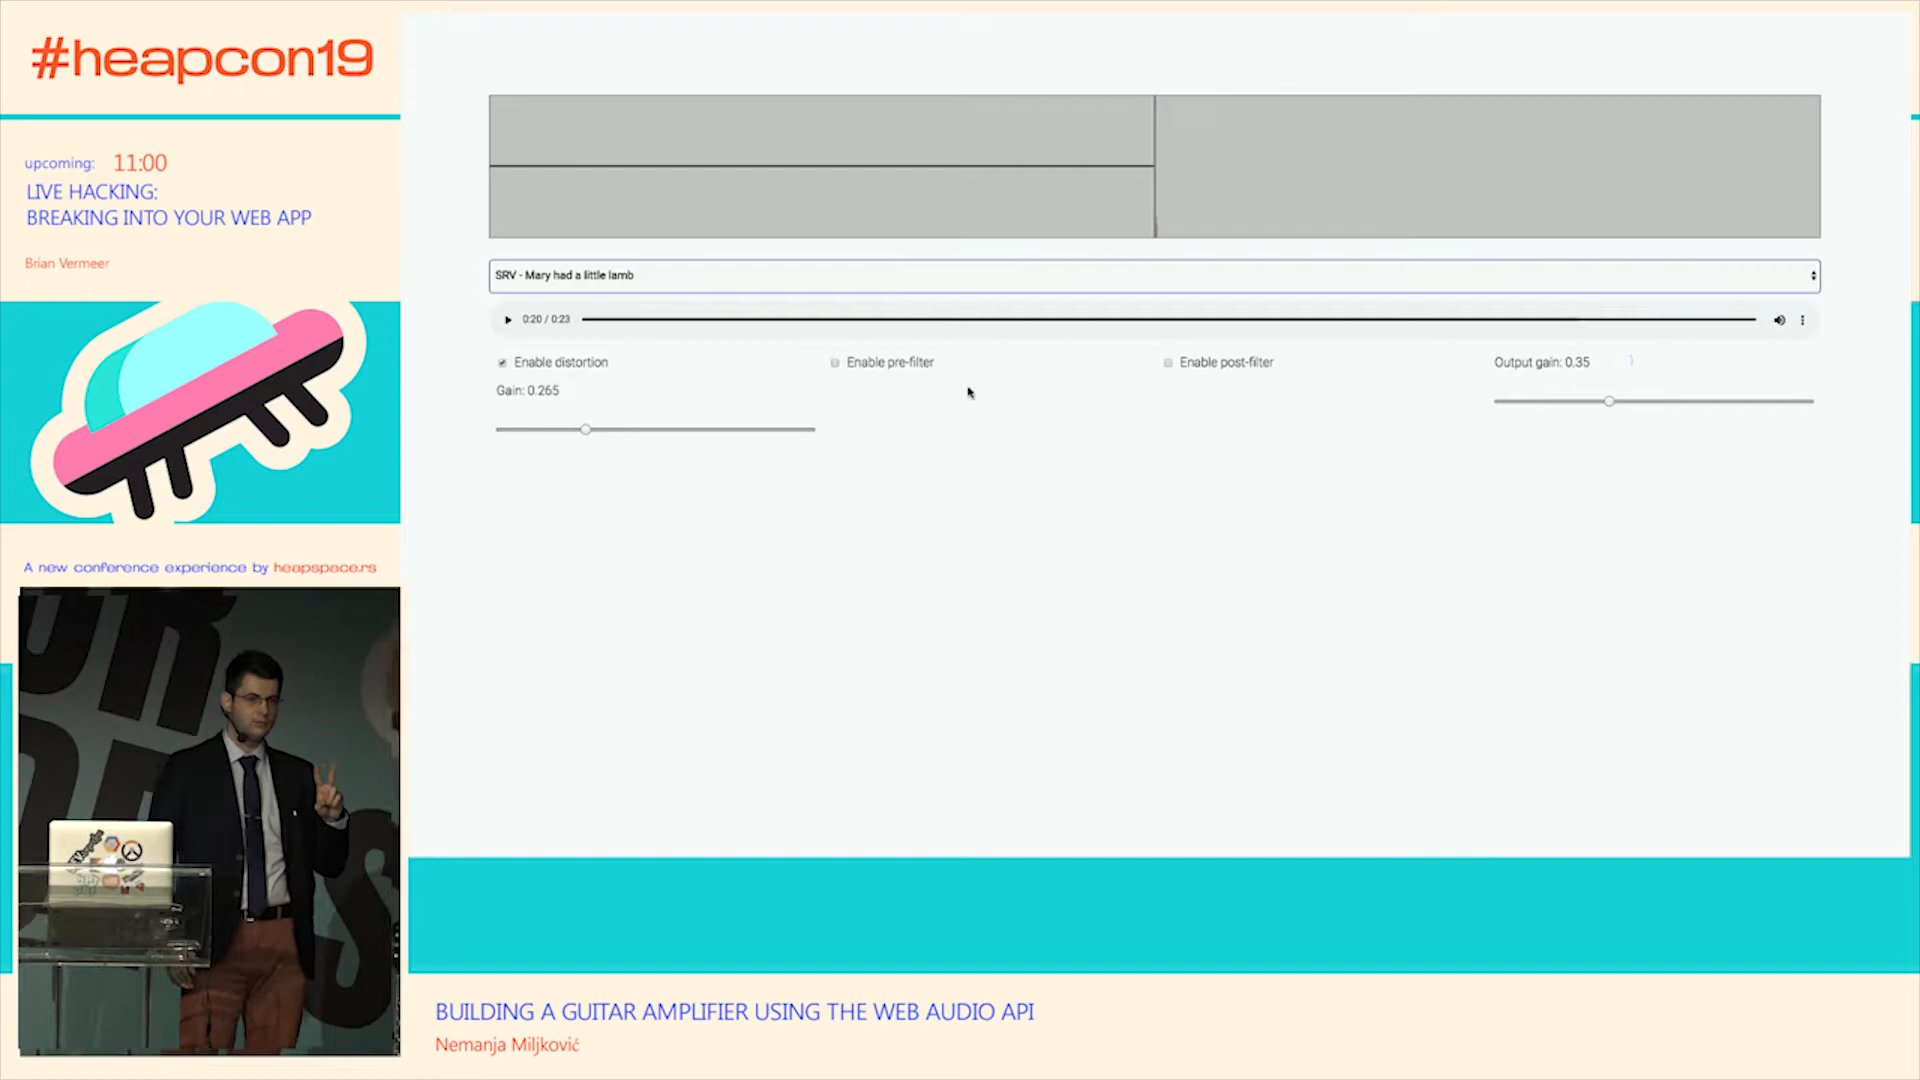 #heapcon19
upcoming: 11:00
LIVE HACKING:
BREAKING INTO YOUR WEB APP
Brian Vermeer
A new conference experience by heapspace.rs
SRV - Mary had a little lamb
0:20 / 0:23
Enable distortion
Enable pre-filter
Enable post-filter
Output gain: 0.35
Gain: 0.265
BUILDING A GUITAR AMPLIFIER USING THE WEB AUDIO API
Nemanja Miljković